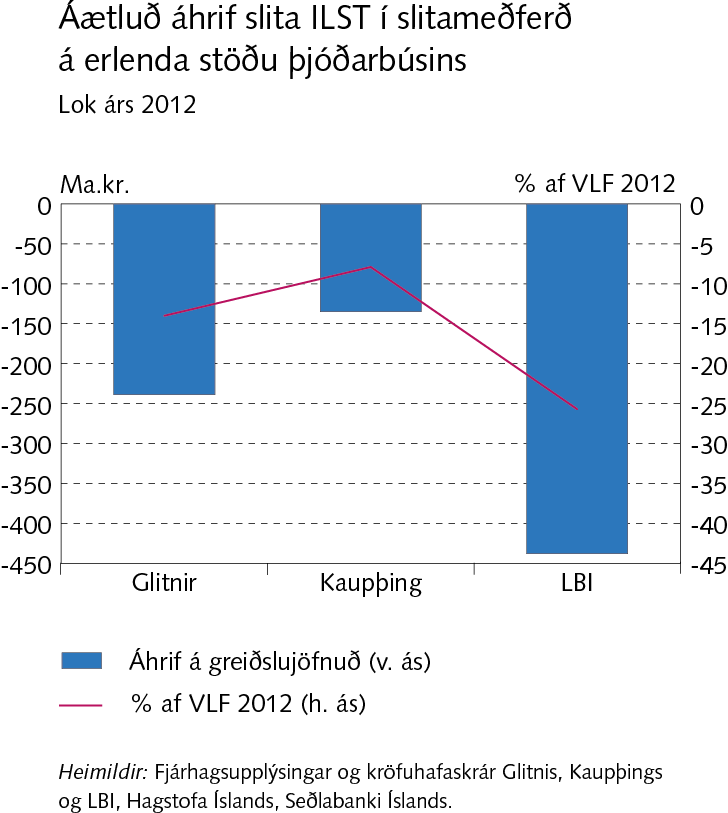 Áætluð áhrif slita ILST í slitameðferð
á erlenda stöðu þjóðarbúsins
Lok árs 2012
Ma.kr. % af VLF 2012
0 0
-50 -5
-100 -10
-150 -15
-200 -20
-250 -25
-300 -30
-350 -35
-400 -40
-450 -45
Glitnir Kaupþing LBI
Áhrif á greiðslujöfnuð (v. ás)
% af VLF 2012 (h. ás)
Heimildir: Fjárhagsupplýsingar og kröfuhafaskrár Glitnis, Kaupþings
og LBI, Hagstofa Íslands, Seðlabanki Íslands.